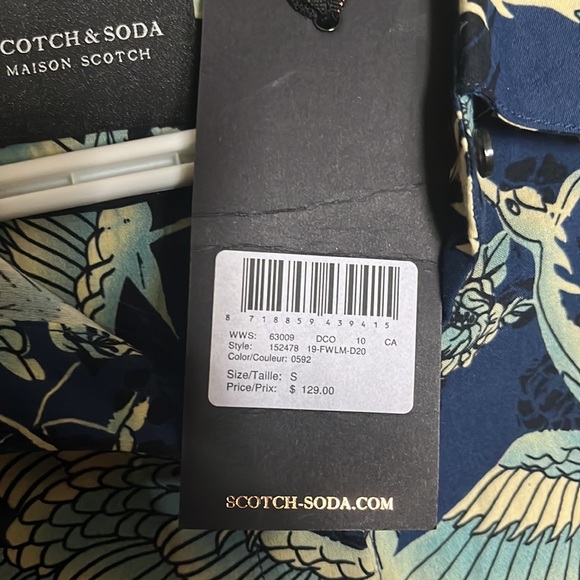 COTCH & SODA
MAISON SCOTCH
8 718859 439415
WWS: 63009 DCO 10 CA
Style: 152478 19-FWLM-D20
Color/Couleur: 0592
Size/Taille: S
Price/Prix: $ 129.00
SCOTCH-SODA.COM